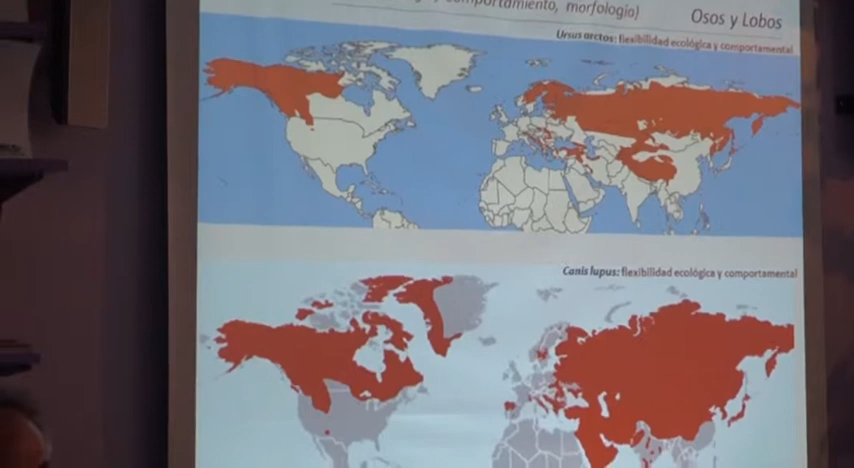 comportamiento, morfología)
Osos y Lobos
Ursus arctos: flexibilidad ecológica y comportamental
Canis lupus: flexibilidad ecológica y comportamental